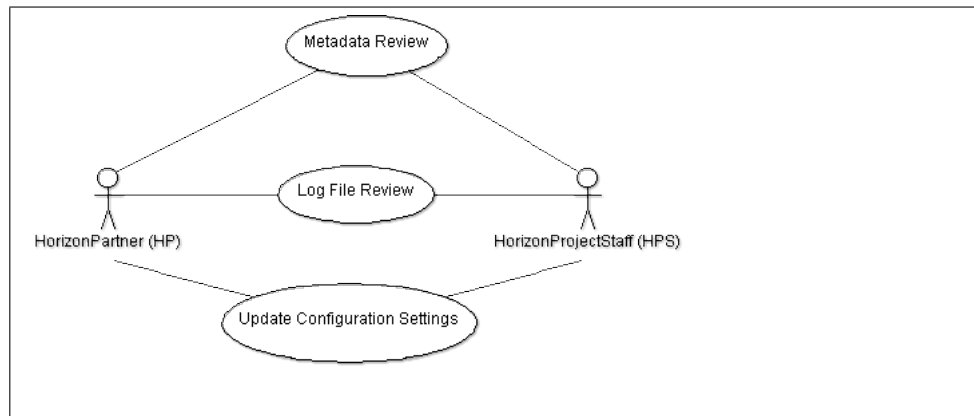 Metadata Review
Log File Review
HorizonPartner (HP)
HorizonProjectStaff (HPS)
Update Configuration Settings